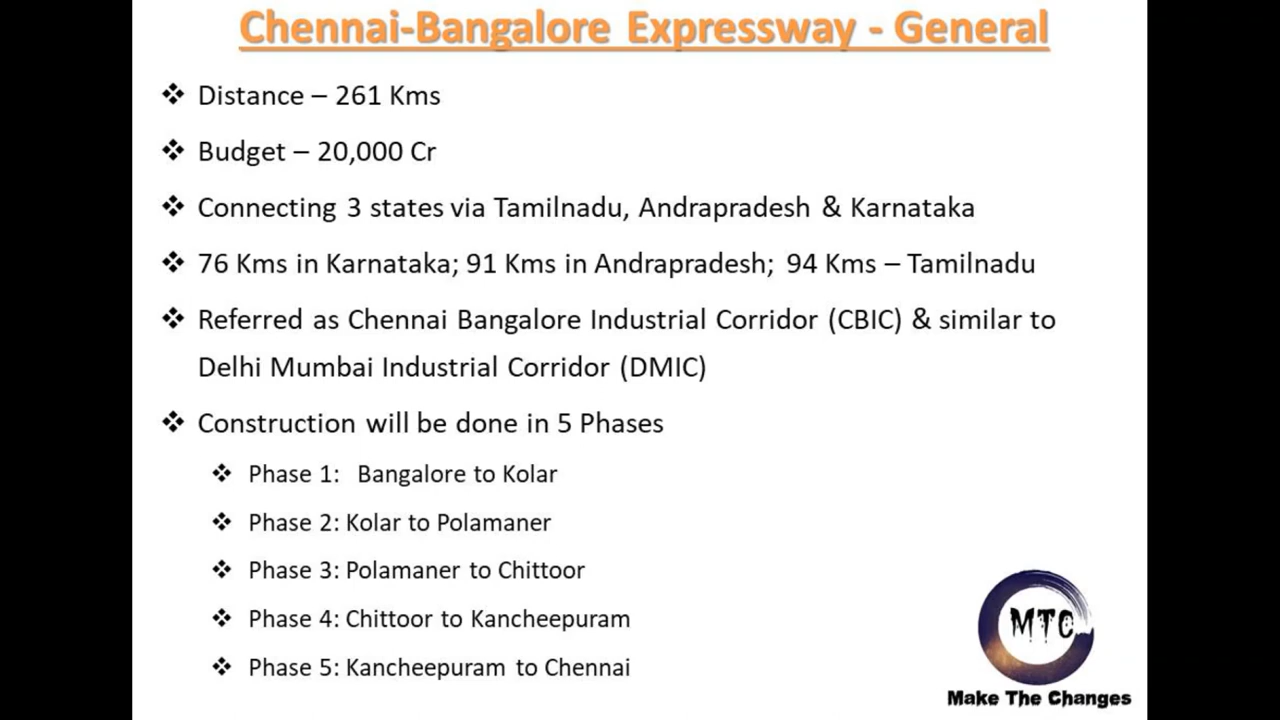 Chennai-Bangalore Expressway - General
❖ Distance – 261 Kms
❖ Budget – 20,000 Cr
❖ Connecting 3 states via Tamilnadu, Andrapradesh & Karnataka
❖ 76 Kms in Karnataka; 91 Kms in Andrapradesh; 94 Kms – Tamilnadu
❖ Referred as Chennai Bangalore Industrial Corridor (CBIC) & similar to
Delhi Mumbai Industrial Corridor (DMIC)
❖ Construction will be done in 5 Phases
❖ Phase 1: Bangalore to Kolar
❖ Phase 2: Kolar to Polamaner
❖ Phase 3: Polamaner to Chittoor
❖ Phase 4: Chittoor to Kancheepuram
❖ Phase 5: Kancheepuram to Chennai
MTC
Make The Changes